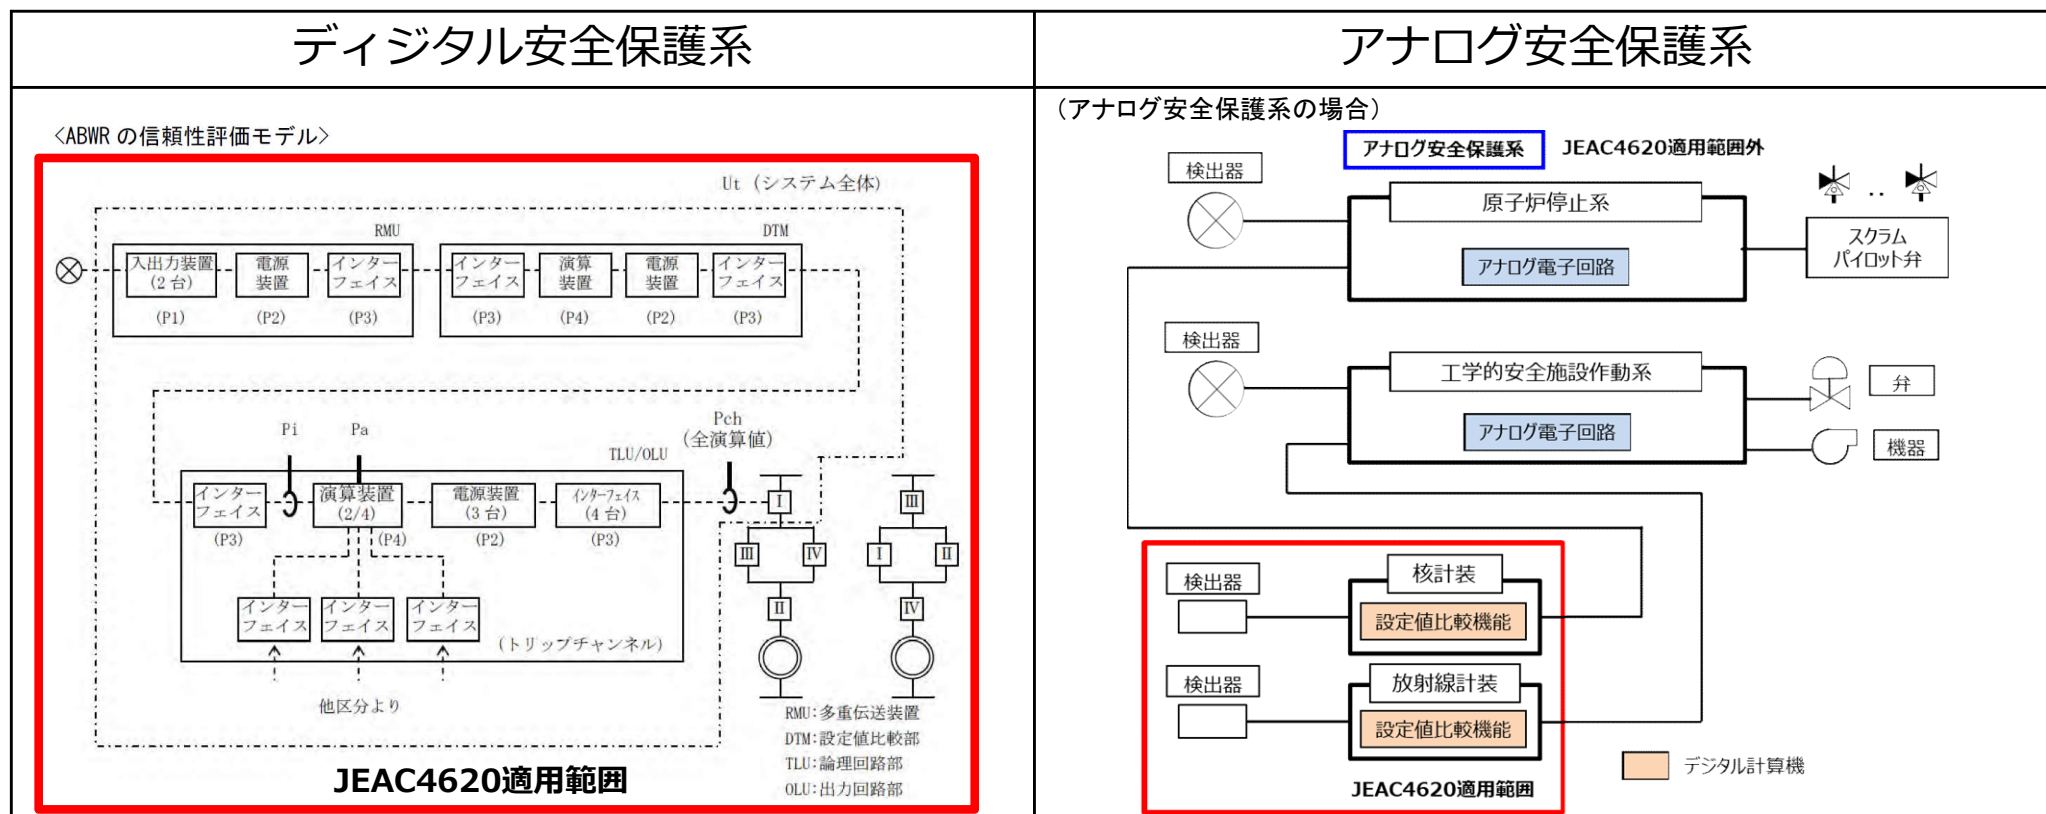 ディジタル安全保護系
<ABWR の信頼性評価モデル>
Ut (システム全体)
RMU
DTM
入出力装置
(2 台)
電源
装置
インター
フェイス
インター
フェイス
演算
装置
電源
装置
インター
フェイス
(P1)
(P2)
(P3)
(P3)
(P4)
(P2)
(P3)
Pi
Pa
Pch
(全演算値)
TLU/OLU
インター
フェイス
演算装置
(2/4)
電源装置
(3 台)
インターフェイス
(4 台)
(P3)
(P4)
(P2)
(P3)
Ⅰ
Ⅲ
Ⅲ
Ⅳ
Ⅰ
Ⅱ
Ⅱ
Ⅳ
インター
フェイス
インター
フェイス
インター
フェイス
(トリップチャンネル)
他区分より
RMU:多重伝送装置
DTM:設定値比較部
TLU:論理回路部
OLU:出力回路部
JEAC4620適用範囲
アナログ安全保護系
(アナログ安全保護系の場合)
アナログ安全保護系
JEAC4620適用範囲外
検出器
原子炉停止系
アナログ電子回路
‥
スクラム
パイロット弁
検出器
工学的安全施設作動系
アナログ電子回路
弁
機器
検出器
核計装
設定値比較機能
検出器
放射線計装
設定値比較機能
デジタル計算機
JEAC4620適用範囲